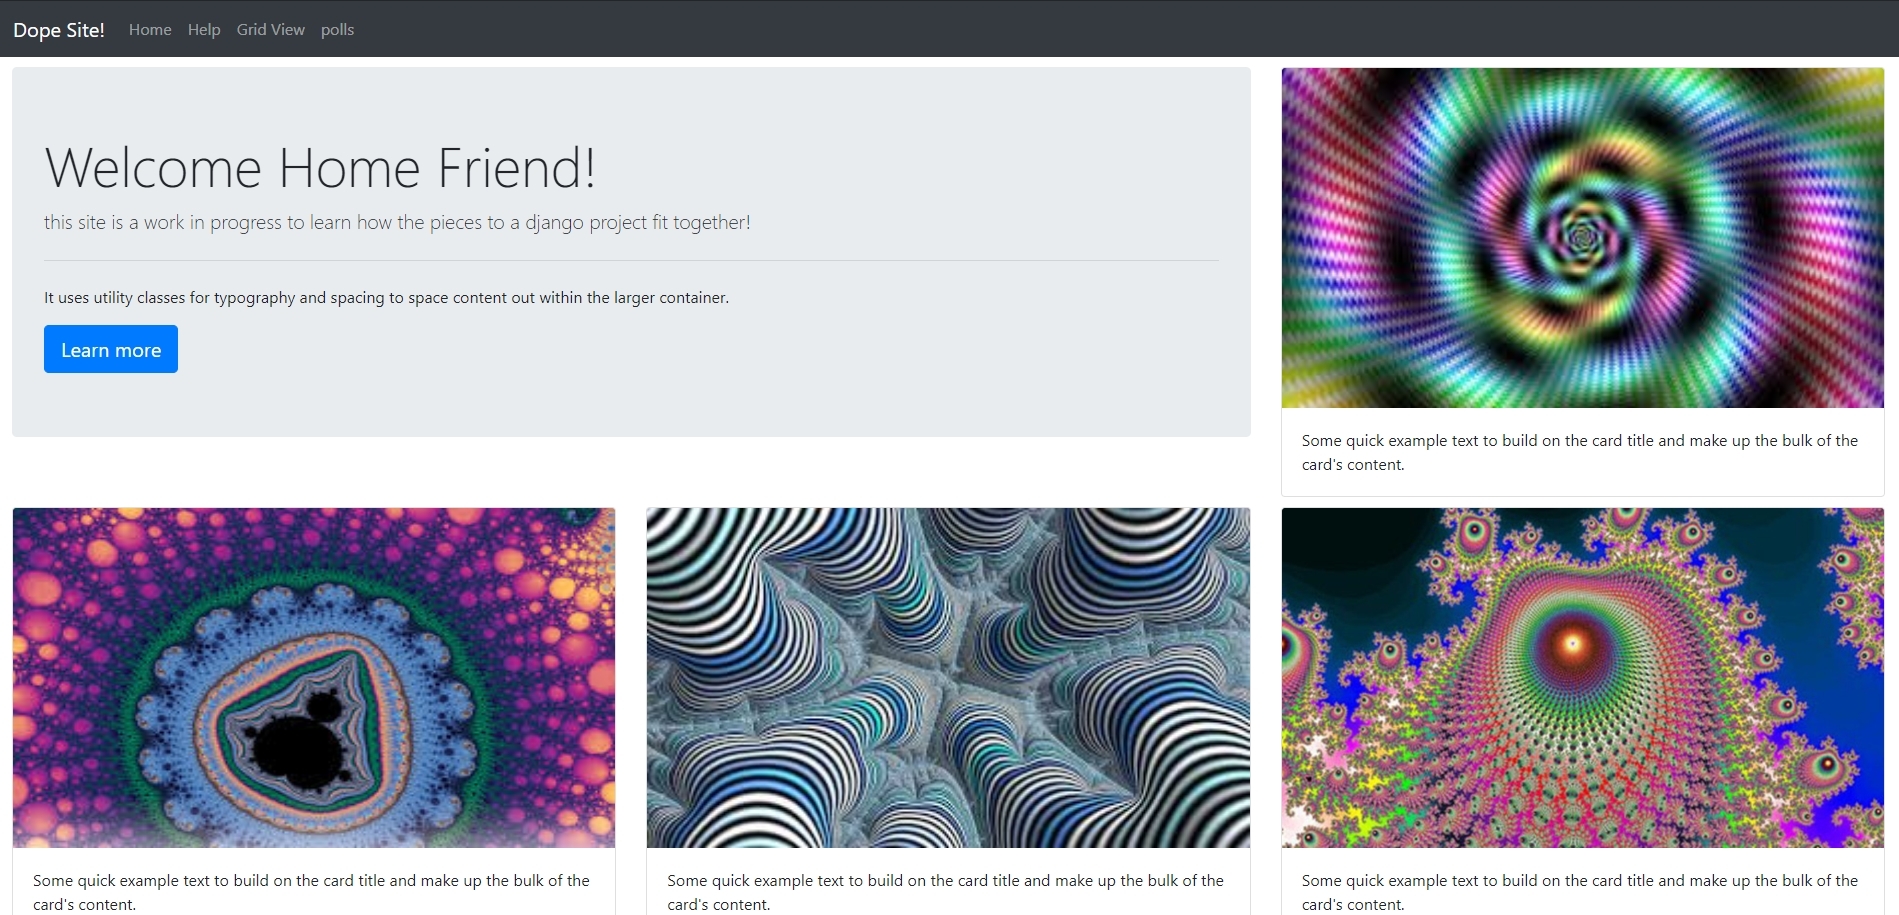 Dope Site! Home Help Grid View polls
Welcome Home Friend!
this site is a work in progress to learn how the pieces to a django project fit together!
It uses utility classes for typography and spacing to space content out within the larger container.
Learn more
Some quick example text to build on the card title and make up the bulk of the
card's content.
Some quick example text to build on the card title and make up the bulk of the
card's content.
Some quick example text to build on the card title and make up the bulk of the
card's content.
Some quick example text to build on the card title and make up the bulk of the
card's content.